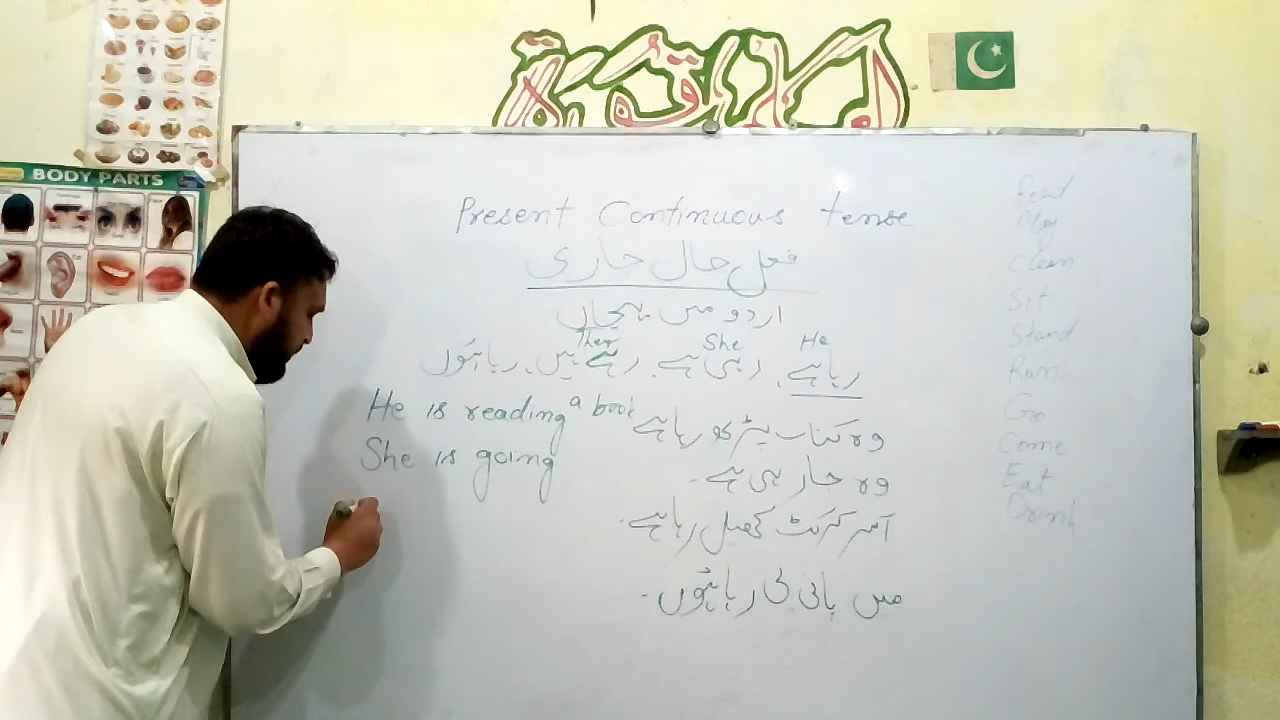 BODY PARTS
Present Continuous tense
فعل حال جاری
اردو میں پہچان
They She He
رہا ہے، رہی ہے، رہے ہیں، رہا ہوں
He is reading a book
وہ کتاب پڑھ رہا ہے
She is going
وہ جا رہی ہے۔
کرکٹ کھیل رہا ہے۔
میں پانی پی رہا ہوں۔
Read
Play
Clean
Sit
Stand
Run
Go
Come
Eat
Drink